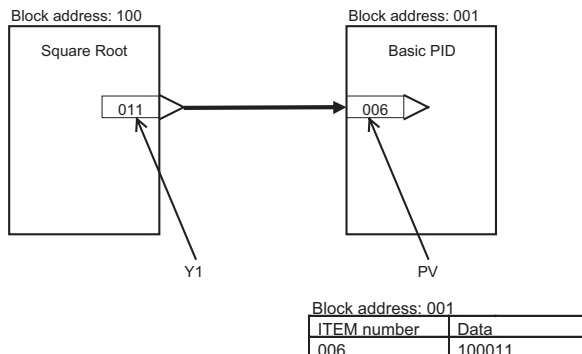 Block address: 100
Block address: 001
Square Root
Basic PID
011
006
Y1
PV
Block address: 001
ITEM number Data
006 100011